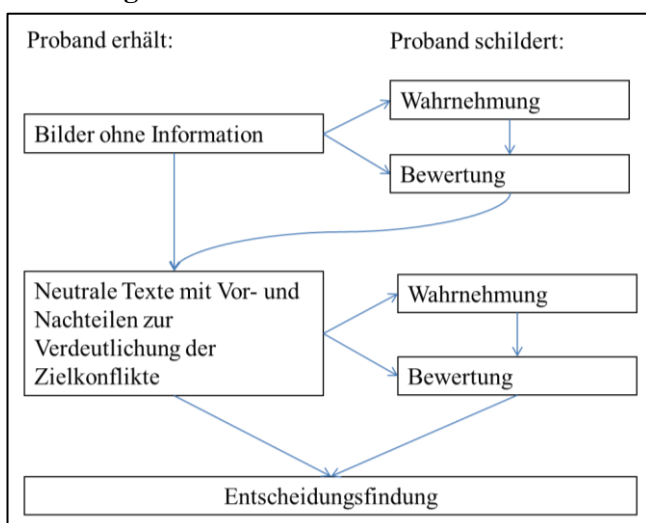 Proband erhält:
Proband schildert:
Wahrnehmung
Bilder ohne Information
Bewertung
Neutrale Texte mit Vor- und
Nachteilen zur
Verdeutlichung der
Zielkonflikte
Wahrnehmung
Bewertung
Entscheidungsfindung